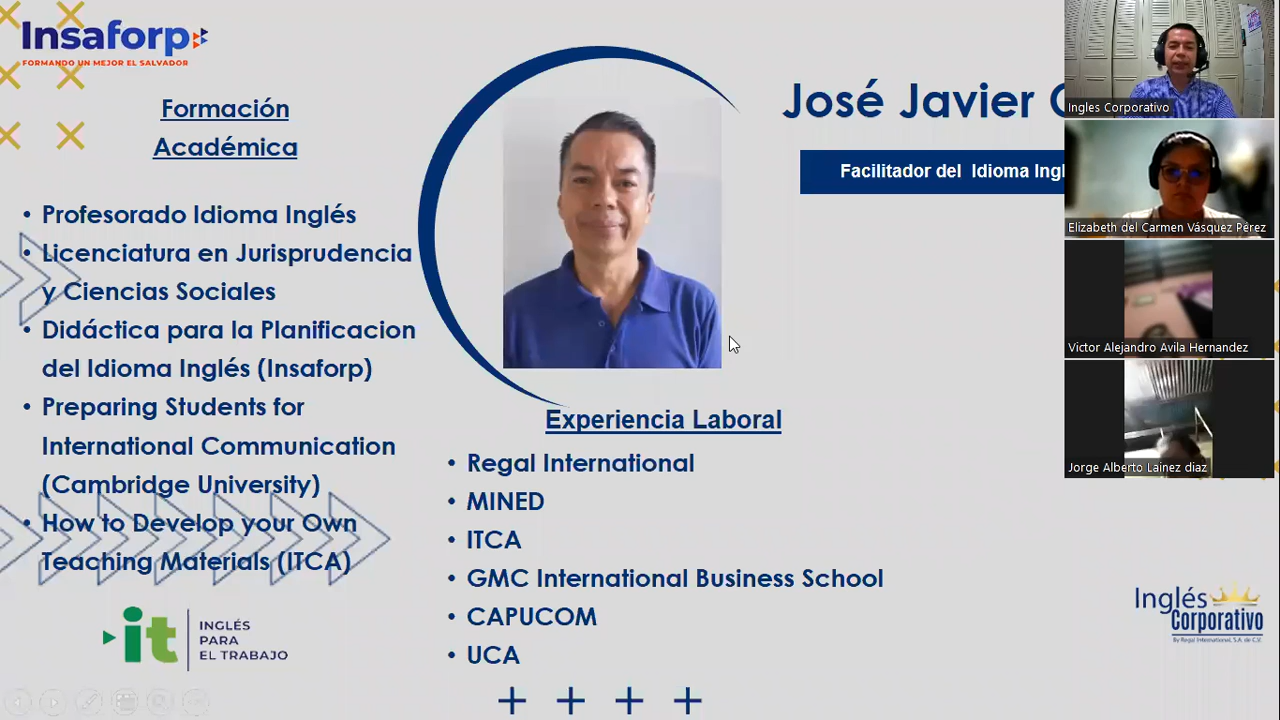 Insaforp
FORMANDO UN MEJOR EL SALVADOR
Formación
Académica
• Profesorado Idioma Inglés
• Licenciatura en Jurisprudencia
y Ciencias Sociales
• Didáctica para la Planificacion
del Idioma Inglés (Insaforp)
• Preparing Students for
International Communication
(Cambridge University)
• How to Develop your Own
Teaching Materials (ITCA)
it
INGLÉS
PARA
EL TRABAJO
José Javier
Facilitador del Idioma Ingl
Experiencia Laboral
• Regal International
• MINED
• ITCA
• GMC International Business School
• CAPUCOM
• UCA
Ingles Corporativo
Elizabeth del Carmen Vásquez Pérez
Victor Alejandro Avila Hernandez
Jorge Alberto Lainez diaz
Inglés
Corporativo
By Regal International, S.A. de C.V.